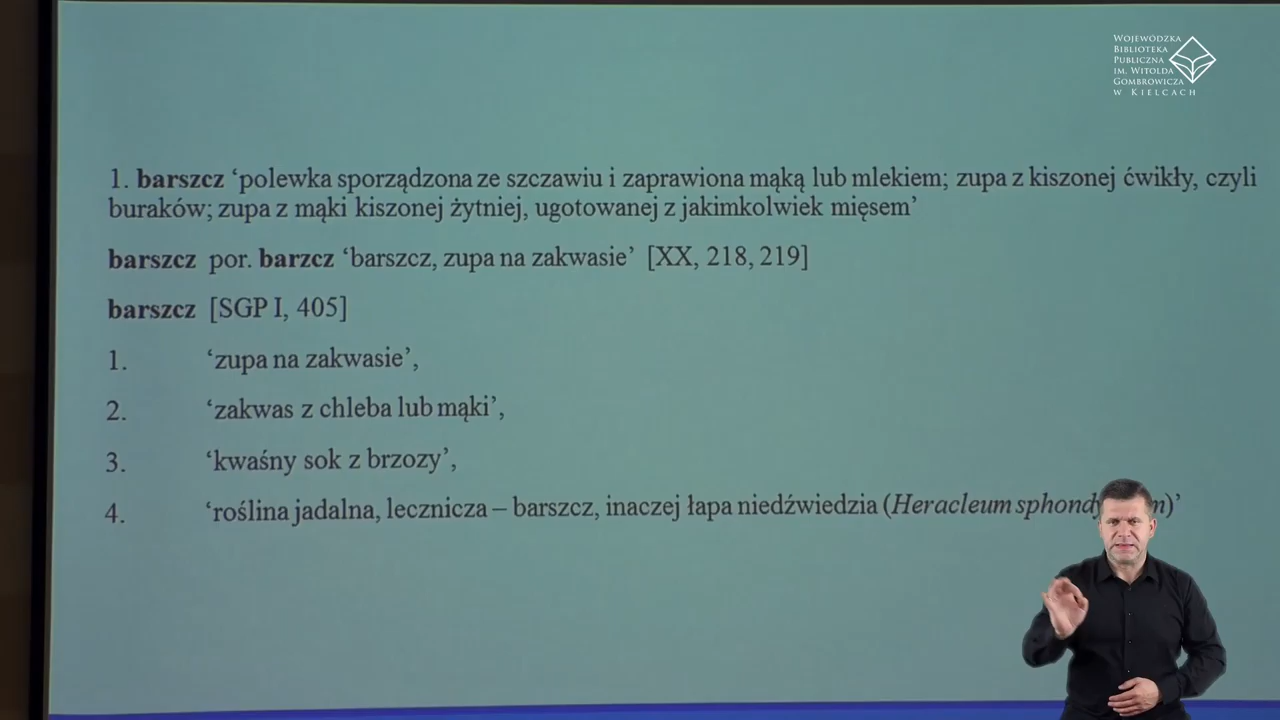 WOJEWÓDZKA
BIBLIOTEKA
PUBLICZNA
IM. WITOLDA
GOMBROWICZA
W KIELCACH
1. barszcz ‘polewka sporządzona ze szczawiu i zaprawiona mąką lub mlekiem; zupa z kiszonej ćwikły, czyli
buraków; zupa z mąki kiszonej żytniej, ugotowanej z jakimkolwiek mięsem’
barszcz por. barzcz ‘barszcz, zupa na zakwasie’ [XX, 218, 219]
barszcz [SGP I, 405]
1. ‘zupa na zakwasie’,
2. ‘zakwas z chleba lub mąki’,
3. ‘kwaśny sok z brzozy’,
4. ‘roślina jadalna, lecznicza – barszcz, inaczej łapa niedźwiedzia (Heracleum